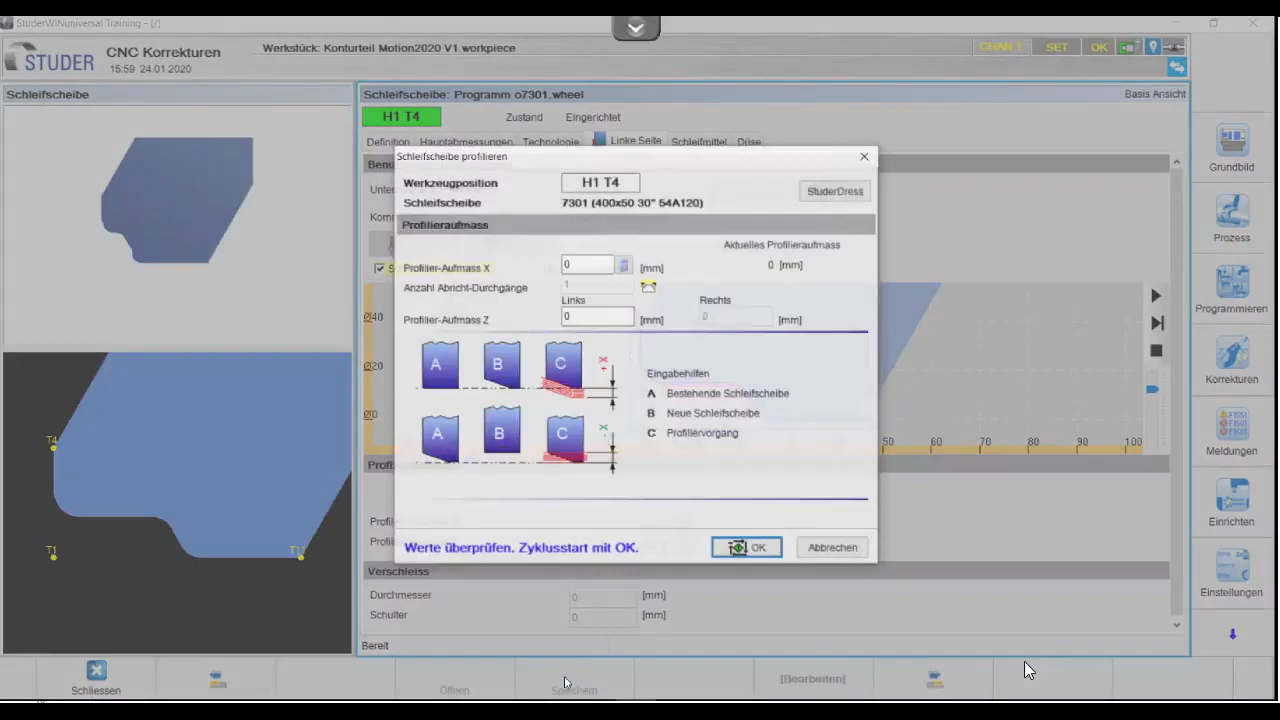 StuderWINuniversal Training - [/]
STUDER
CNC Korrekturen
15:59 24.01.2020
Werkstück: Konturteil Motion2020 V1.workpiece
CHAN 1
SET
OK
Schleifscheibe
Schleifscheibe: Programm o7301.wheel
Basis Ansicht
H1 T4
Zustand
Eingerichtet
Definition
Hauptabmessungen
Technologie
Linke Seite
Schleifmittel
Düse
Schleifscheibe profilieren
Werkzeugposition
H1 T4
StuderDress
Schleifscheibe
7301 (400x50 30° 54A120)
Profilieraufmass
Aktuelles Profilieraufmass
Profilier-Aufmass X
0
[mm]
0 [mm]
Anzahl Abricht-Durchgänge
1
Links
Rechts
Profilier-Aufmass Z
0
[mm]
0
[mm]
A
B
C
X
+
A
B
C
X
-
Eingabehilfen
A Bestehende Schleifscheibe
B Neue Schleifscheibe
C Profiliervorgang
Werte überprüfen. Zyklusstart mit OK.
OK
Abbrechen
Ø40
Ø20
Ø0
50
60
70
80
90
100
Verschleiss
Durchmesser
0
[mm]
Schulter
0
[mm]
Bereit
T4
T1
Grundbild
Prozess
Programmieren
Korrekturen
Meldungen
Einrichten
Einstellungen
Schliessen
Öffnen
Speichern
[Bearbeiten]